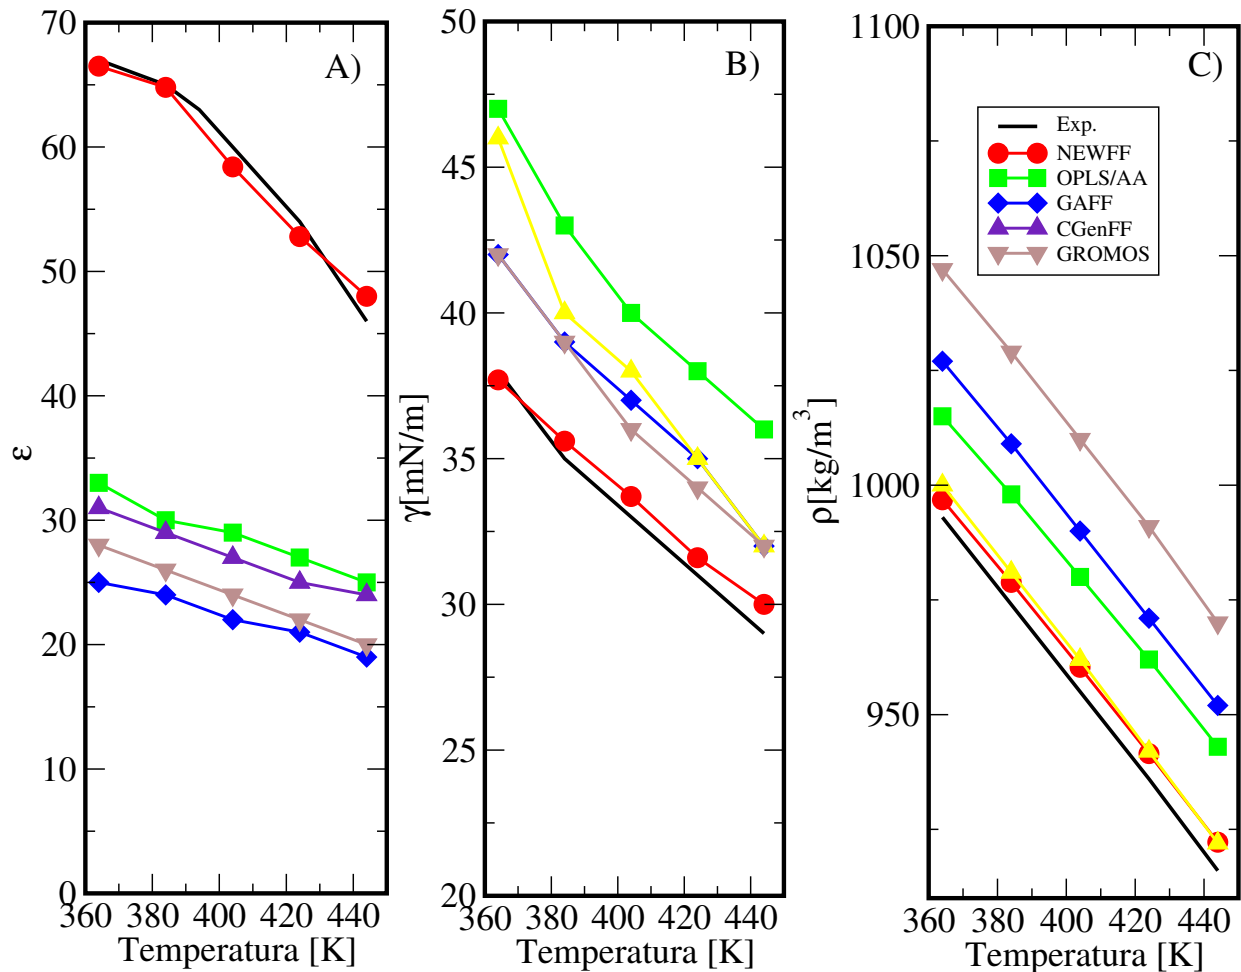 70
60
50
40
30
20
10
0
ε
A)
360 380 400 420 440
Temperatura [K]
50
45
40
35
30
25
20
γ[mN/m]
B)
360 380 400 420 440
Temperatura [K]
1100
1050
1000
950
ρ[kg/m³]
C)
Exp.
NEWFF
OPLS/AA
GAFF
CGenFF
GROMOS
360 400 440
Temperatura [K]